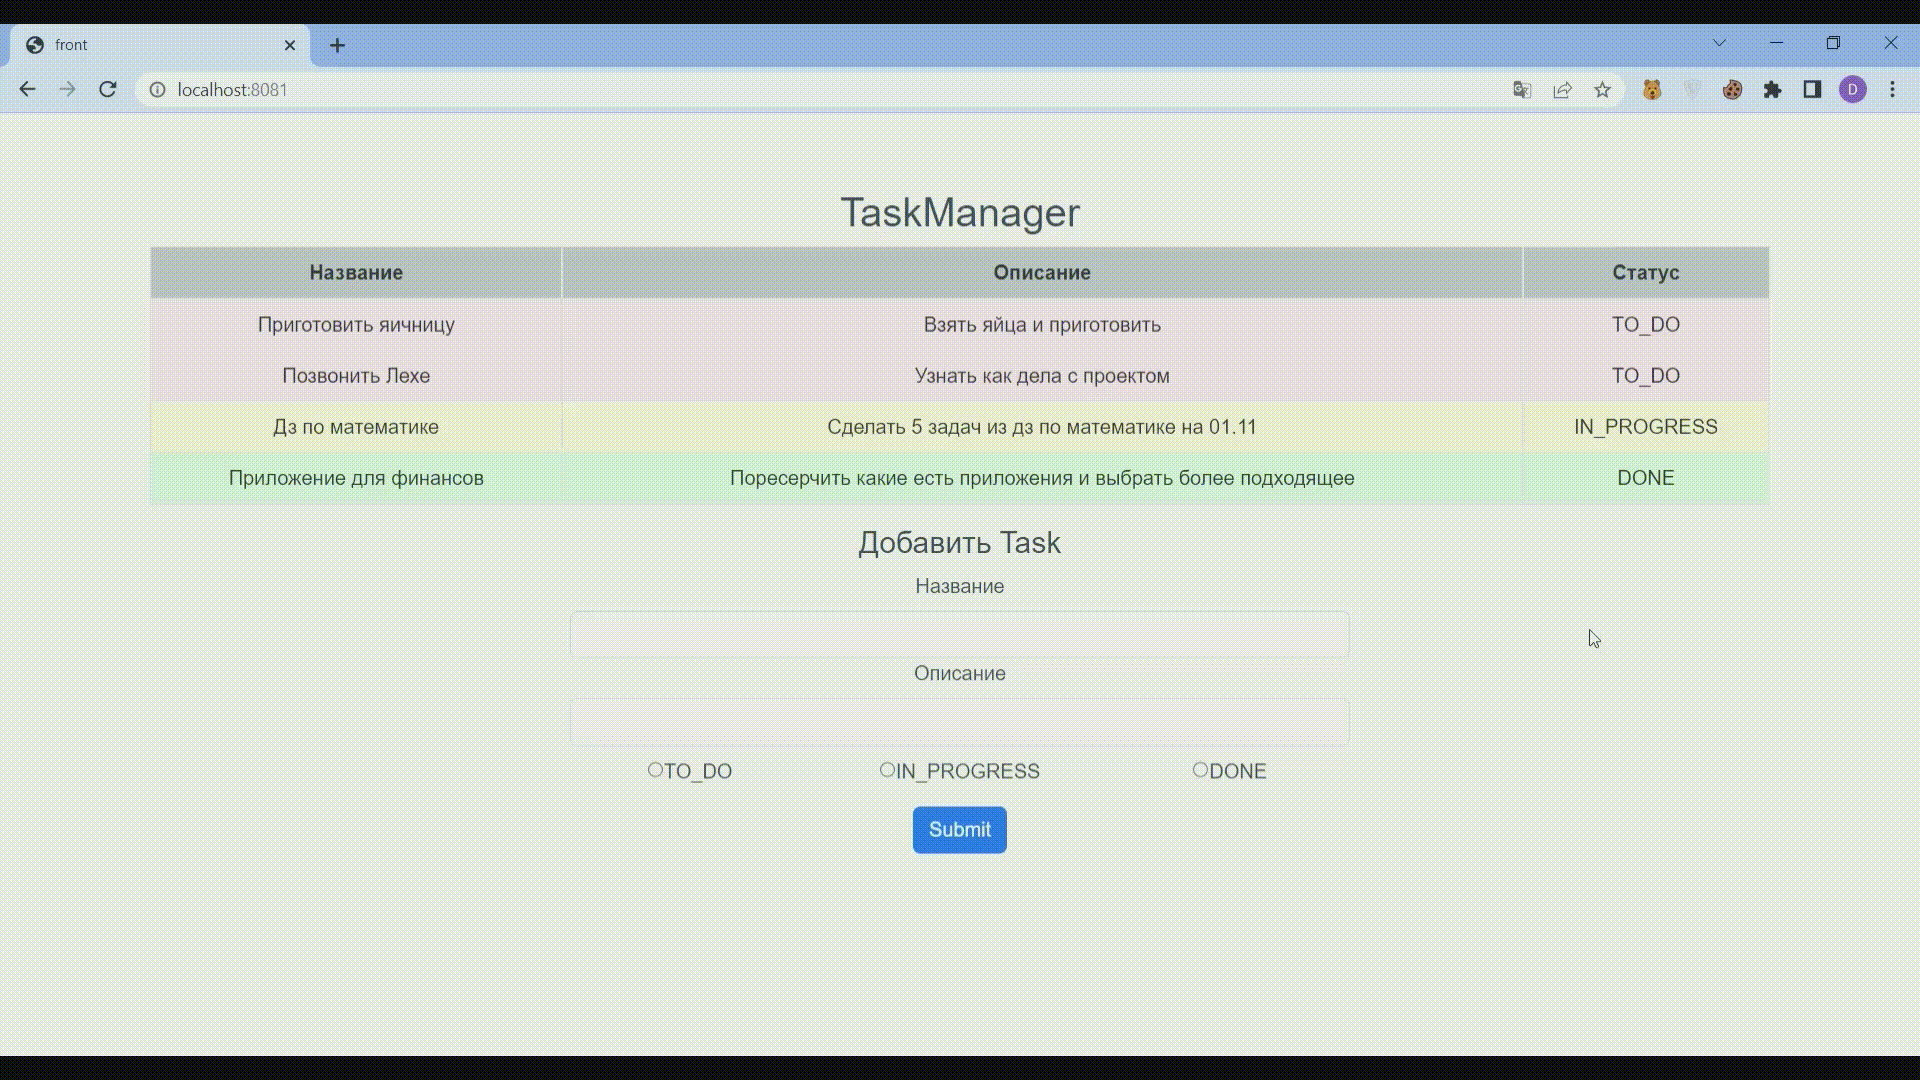 front
localhost:8081
D
TaskManager
Название Описание Статус
Приготовить яичницу Взять яйца и приготовить TO_DO
Позвонить Лехе Узнать как дела с проектом TO_DO
Дз по математике Сделать 5 задач из дз по математике на 01.11 IN_PROGRESS
Приложение для финансов Поресерчить какие есть приложения и выбрать более подходящее DONE
Добавить Task
Название
Описание
TO_DO IN_PROGRESS DONE
Submit